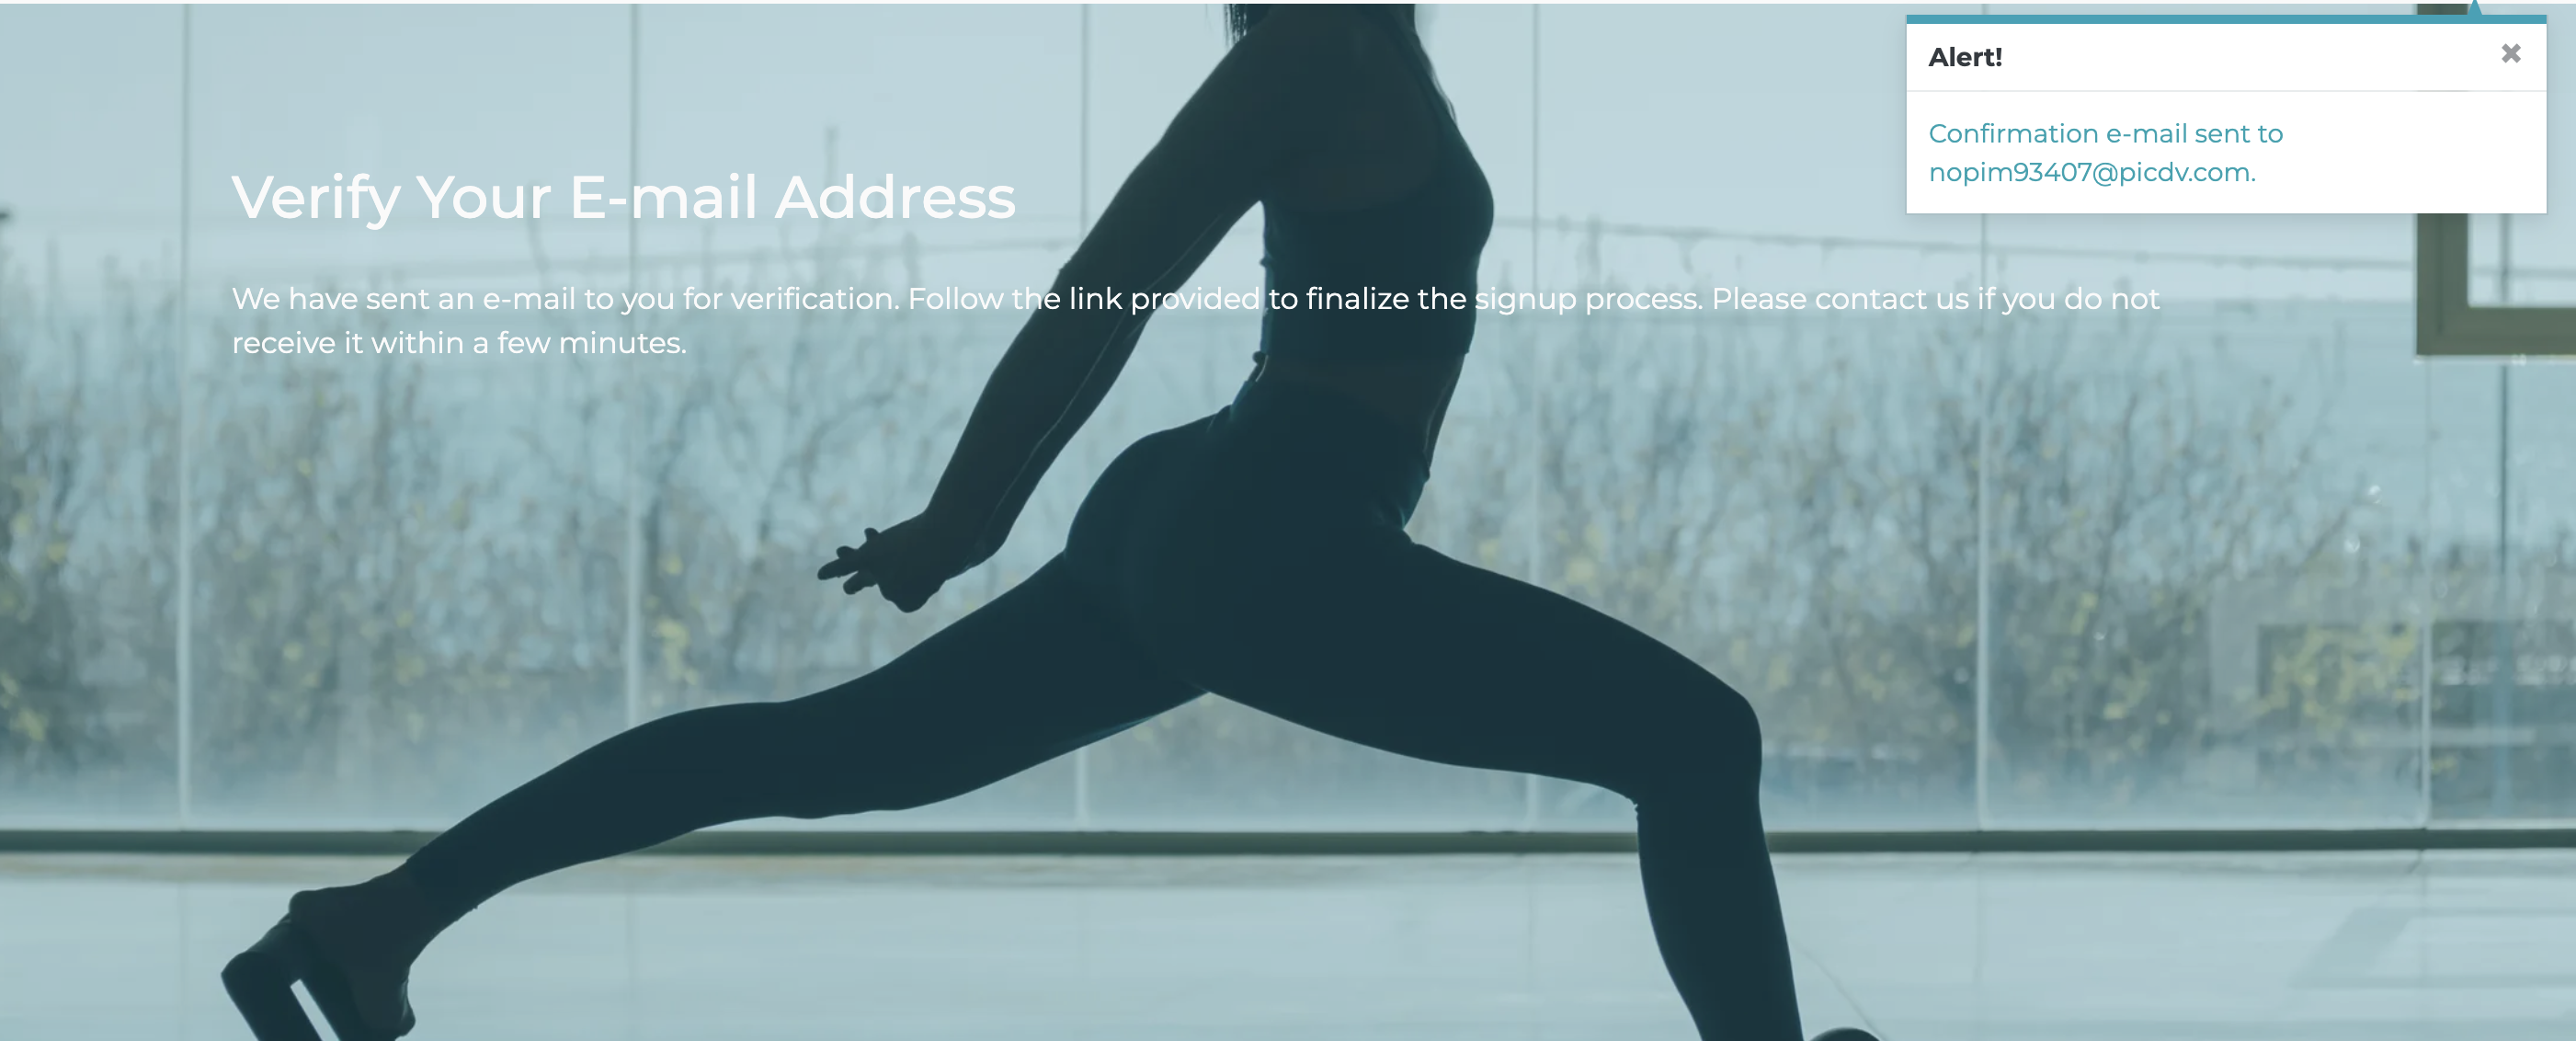 Alert!
Confirmation e-mail sent to
nopim93407@picdv.com.
Verify Your E-mail Address
We have sent an e-mail to you for verification. Follow the link provided to finalize the signup process. Please contact us if you do not
receive it within a few minutes.